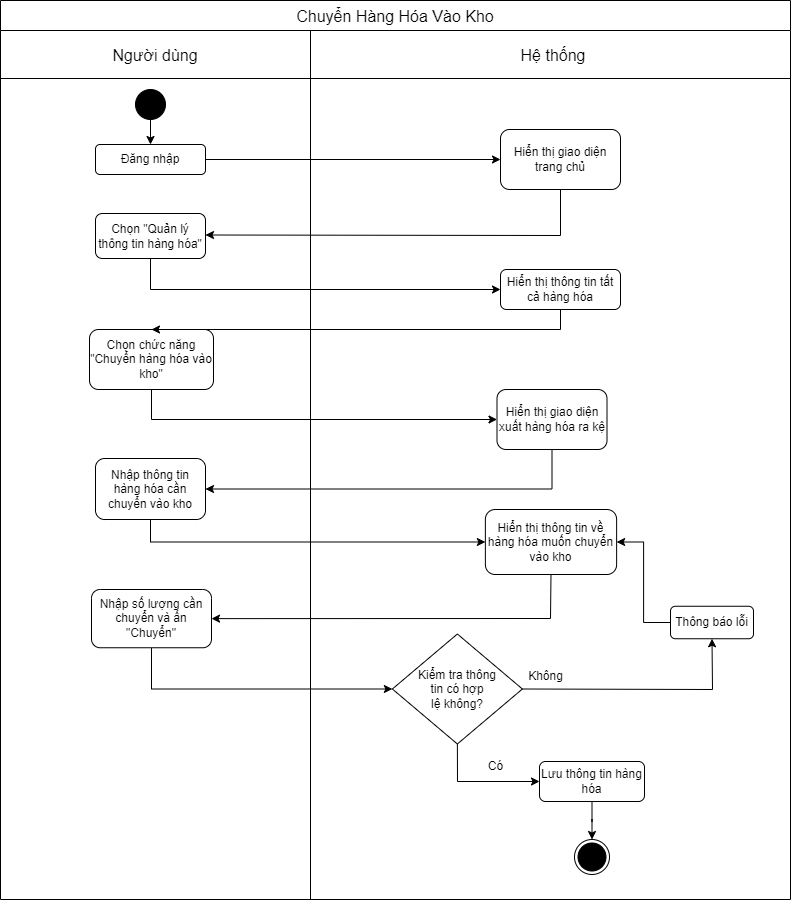 Chuyển Hàng Hóa Vào Kho
Người dùng
Hệ thống
Đăng nhập
Hiển thị giao diện
trang chủ
Chọn "Quản lý
thông tin hàng hóa"
Hiển thị thông tin tất
cả hàng hóa
Chọn chức năng
"Chuyển hàng hóa vào
kho"
Hiển thị giao diện
xuất hàng hóa ra kệ
Nhập thông tin
hàng hóa cần
chuyển vào kho
Hiển thị thông tin về
hàng hóa muốn chuyển
vào kho
Nhập số lượng cần
chuyển và ấn
"Chuyển"
Thông báo lỗi
Kiểm tra thông
tin có hợp
lệ không?
Không
Có
Lưu thông tin hàng
hóa